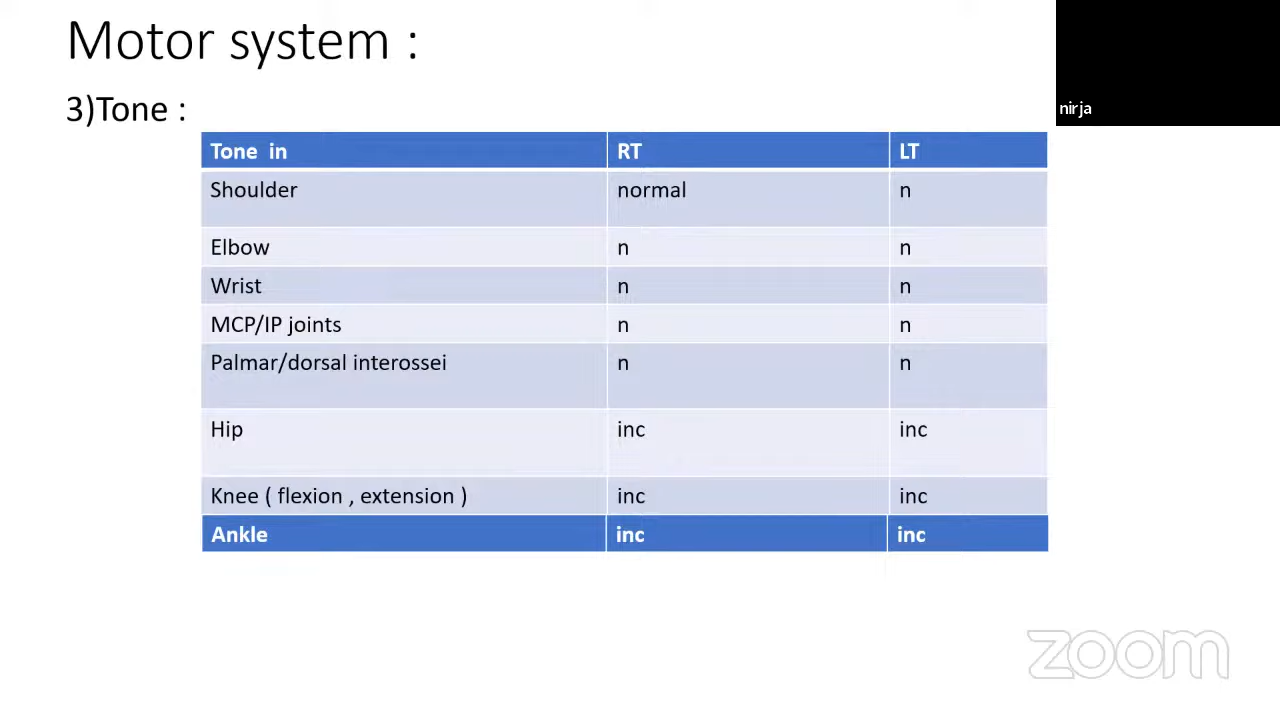 Motor system :
nirja
3)Tone :
Tone in RT LT
Shoulder normal n
Elbow n n
Wrist n n
MCP/IP joints n n
Palmar/dorsal interossei n n
Hip inc inc
Knee ( flexion , extension ) inc inc
Ankle inc inc
zoom